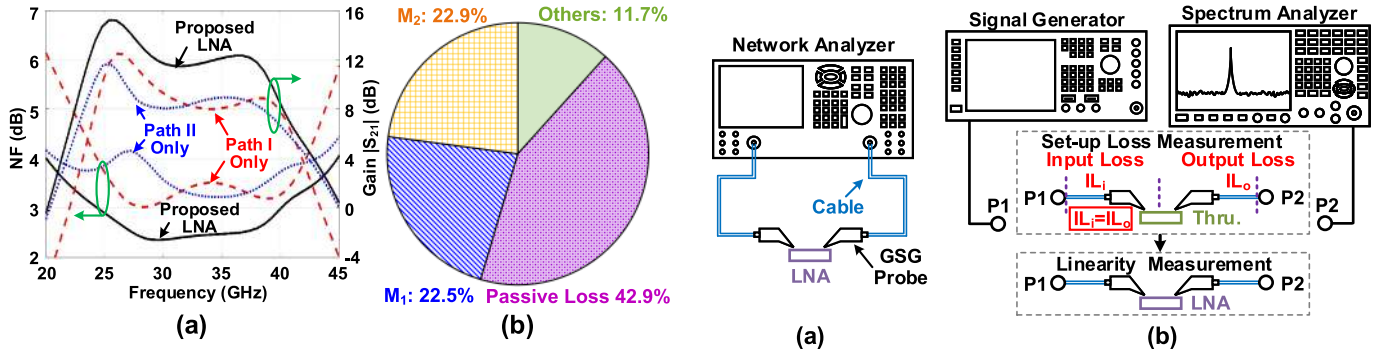 7
6
5
4
3
2
NF (dB)
20
25
30
35
40
45
Frequency (GHz)
16
12
8
4
0
-4
Gain |S21| (dB)
Proposed
LNA
Path II
Only
Path I
Only
Proposed
LNA
(a)
M2: 22.9%
Others: 11.7%
M1: 22.5%
Passive Loss 42.9%
(b)
Network Analyzer
Cable
GSG
Probe
LNA
(a)
Signal Generator
Spectrum Analyzer
Set-up Loss Measurement
Input Loss
Output Loss
ILi
ILo
P1
P1
P2
P2
ILi=ILo
Thru.
Linearity Measurement
P1
P2
LNA
(b)